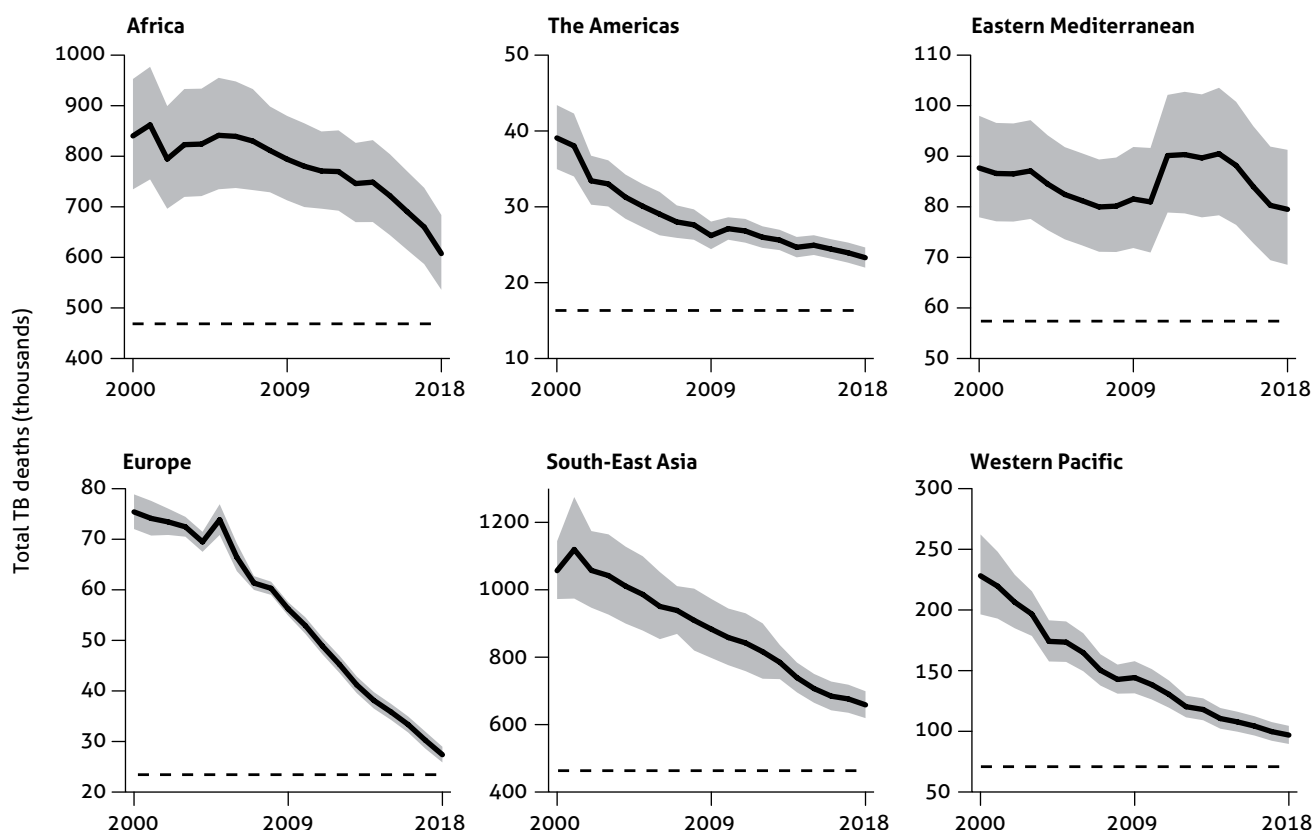 Total TB deaths (thousands)
Africa
1000
900
800
700
600
500
400
2000 2009 2018
The Americas
50
40
30
20
10
2000 2009 2018
Eastern Mediterranean
110
100
90
80
70
60
50
2000 2009 2018
Europe
80
70
60
50
40
30
20
2000 2009 2018
South-East Asia
1200
1000
800
600
400
2000 2009 2018
Western Pacific
300
250
200
150
100
50
2000 2009 2018